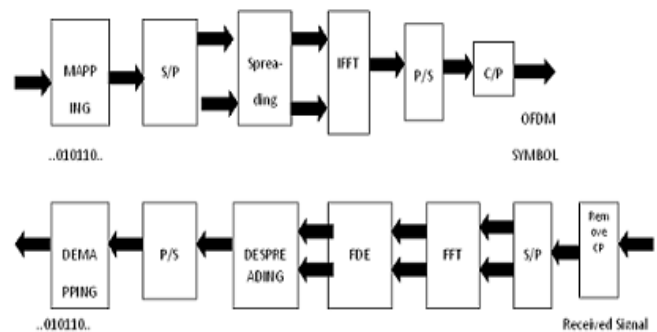 MAPP
ING
S/P
Sprea-
ding
IFFT
P/S
C/P
OFDM
SYMBOL
..010110..
DEMA
PPING
P/S
DESPRE
ADING
FDE
FFT
S/P
Rem
ove
CP
..010110..
Received Signal